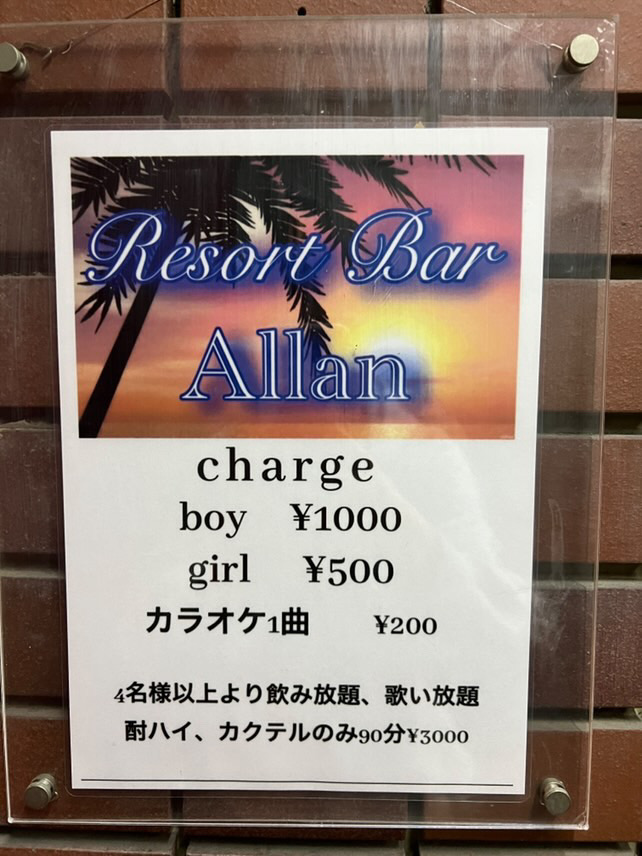 Resort Bar
Allan
charge
boy ¥1000
girl ¥500
カラオケ1曲 ¥200
4名様以上より飲み放題、歌い放題
酎ハイ、カクテルのみ90分¥3000